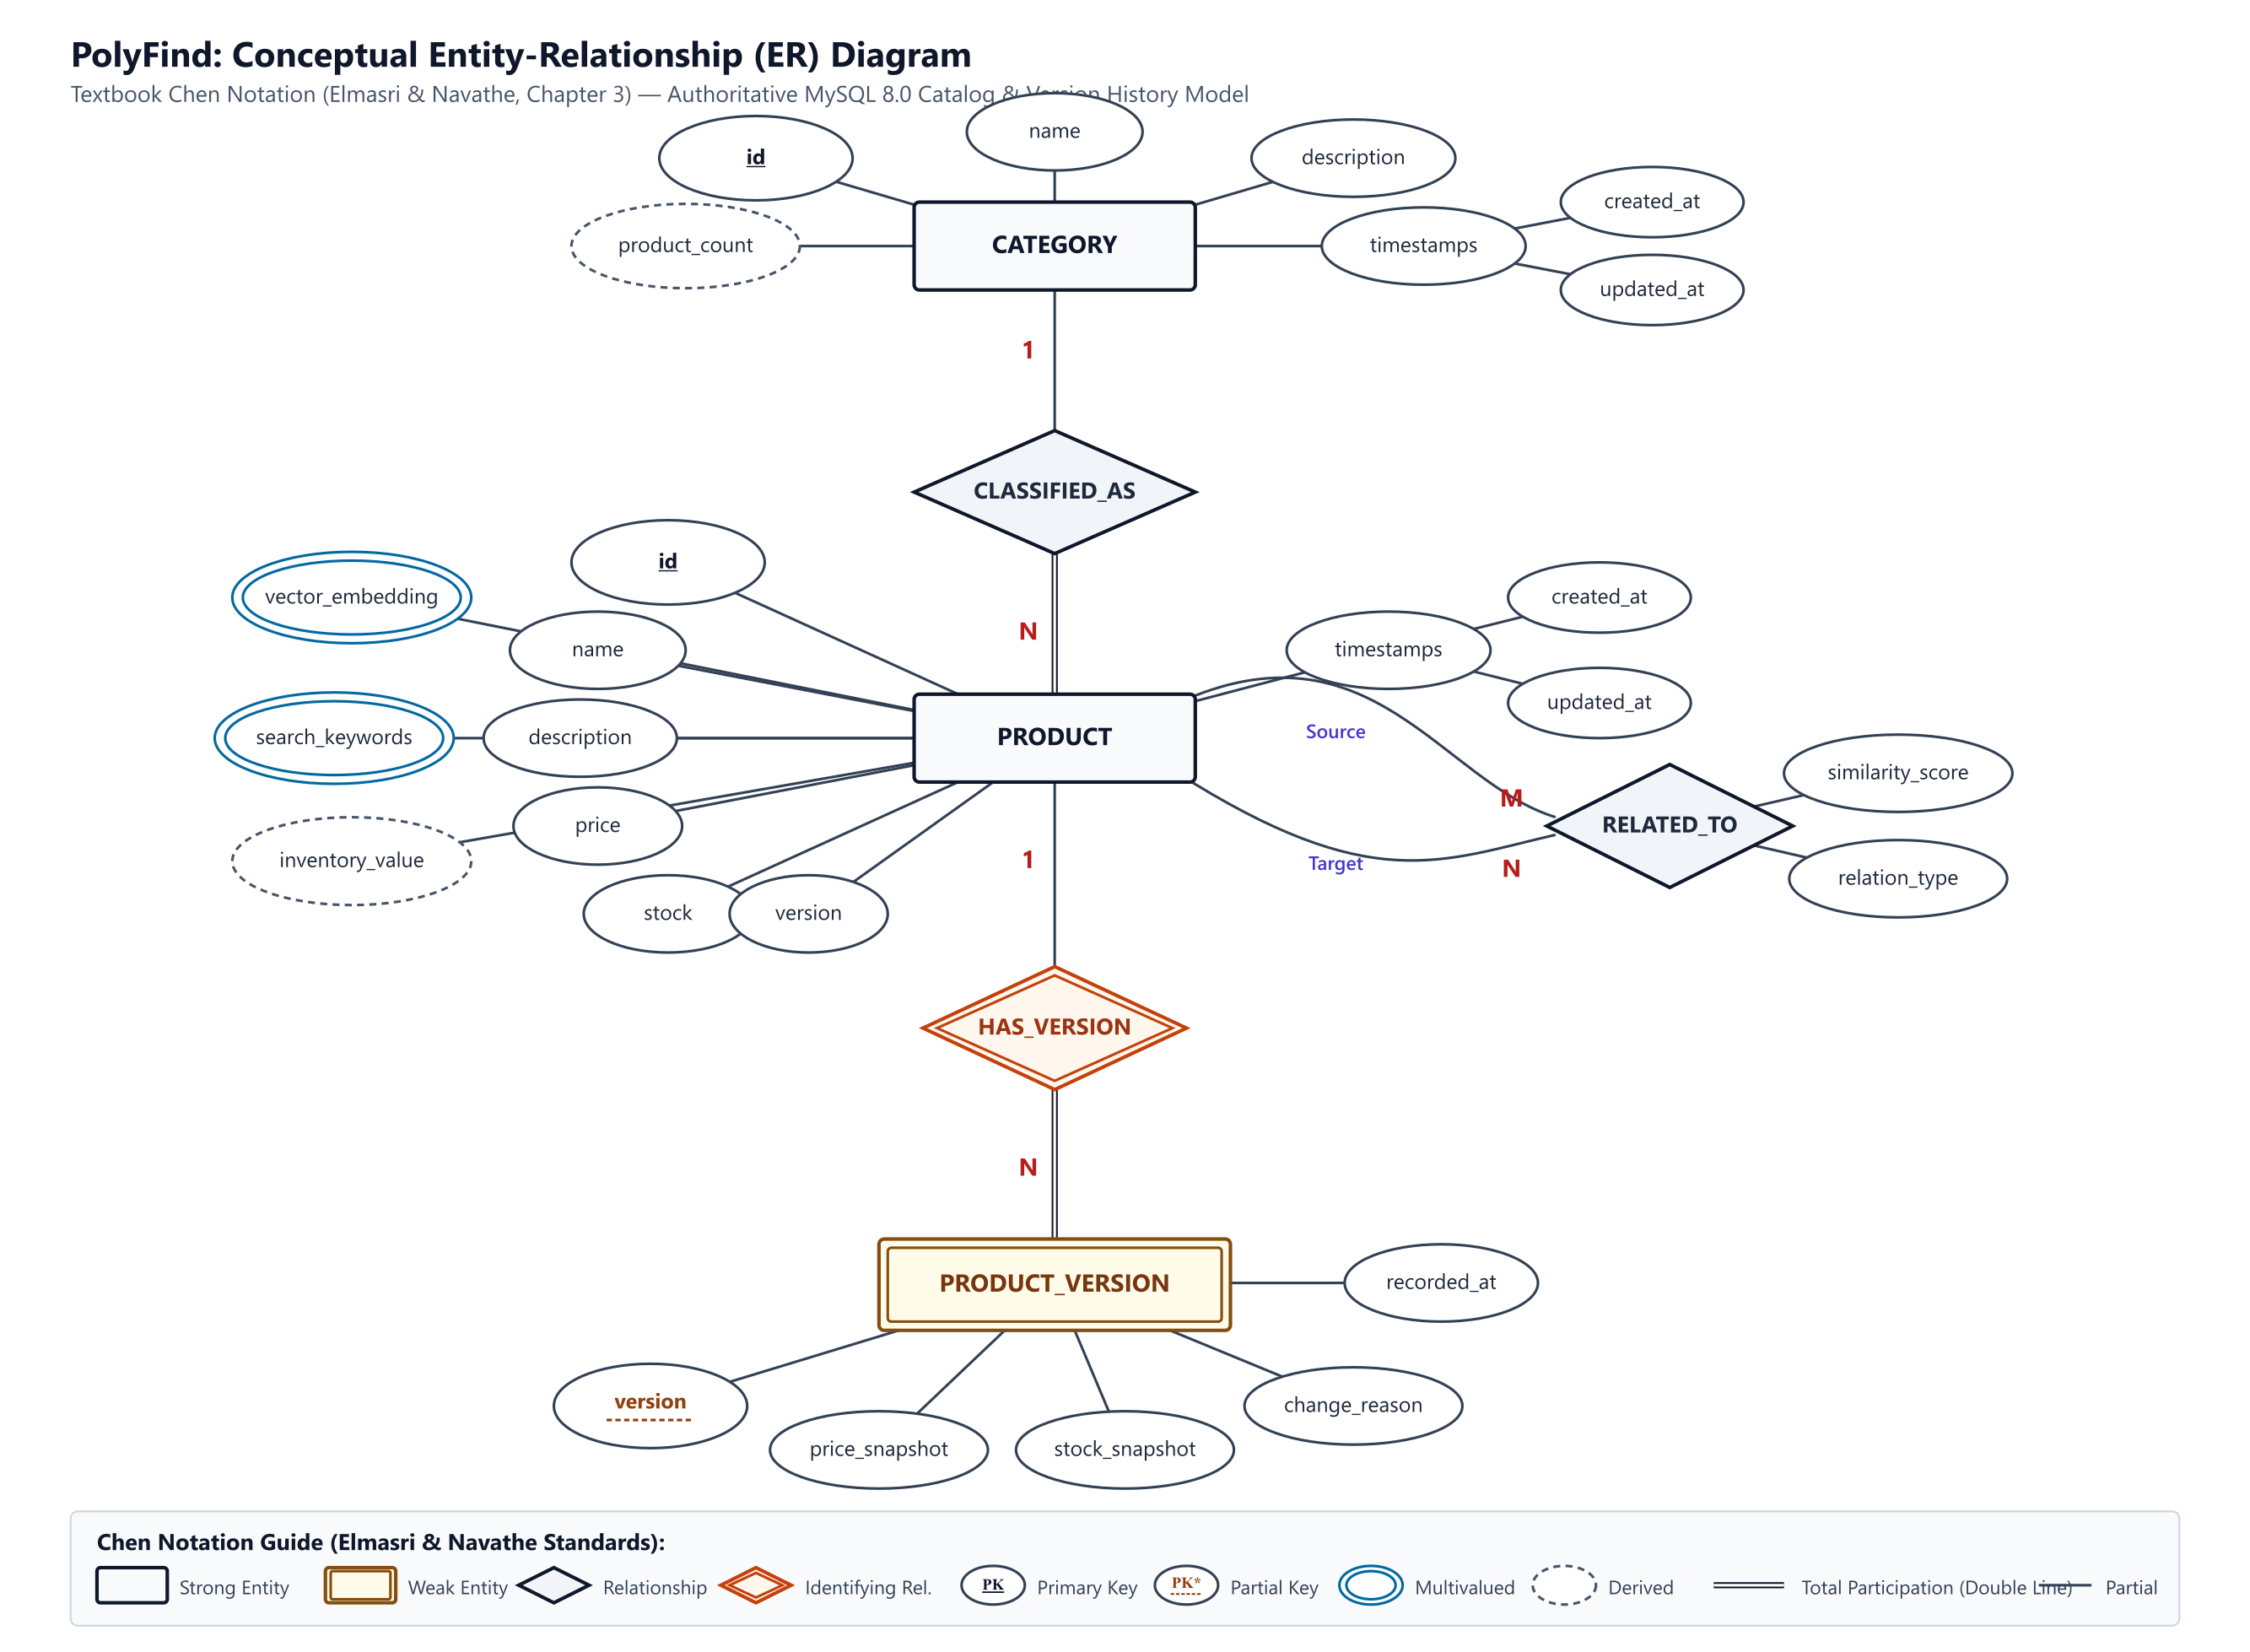 PolyFind: Conceptual Entity-Relationship (ER) Diagram
Textbook Chen Notation (Elmasri & Navathe, Chapter 3) — Authoritative MySQL 8.0 Catalog & Version History Model
name
id
description
created_at
product_count
CATEGORY
timestamps
updated_at
1
CLASSIFIED_AS
id
vector_embedding
created_at
N
name
timestamps
updated_at
search_keywords
description
PRODUCT
Source
similarity_score
M
price
RELATED_TO
inventory_value
1
Target
N
relation_type
stock
version
HAS_VERSION
N
PRODUCT_VERSION
recorded_at
version
change_reason
price_snapshot
stock_snapshot
Chen Notation Guide (Elmasri & Navathe Standards):
Strong Entity
Weak Entity
Relationship
Identifying Rel.
PK
Primary Key
PK*
Partial Key
Multivalued
Derived
Total Participation (Double Line)
Partial